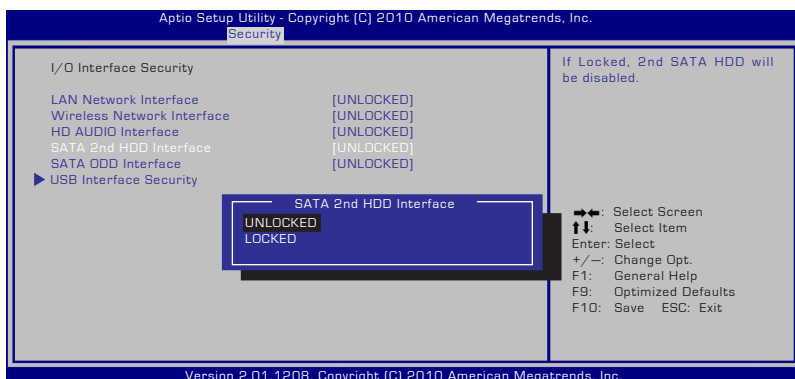 Aptio Setup Utility - Copyright (C) 2010 American Megatrends, Inc.
Security
I/O Interface Security
LAN Network Interface [UNLOCKED]
Wireless Network Interface [UNLOCKED]
HD AUDIO Interface [UNLOCKED]
SATA 2nd HDD Interface [UNLOCKED]
SATA ODD Interface [UNLOCKED]
USB Interface Security
SATA 2nd HDD Interface
UNLOCKED
LOCKED
If Locked, 2nd SATA HDD will
be disabled.
→←: Select Screen
↑↓: Select Item
Enter: Select
+/—: Change Opt.
F1: General Help
F9: Optimized Defaults
F10: Save ESC: Exit
Version 2.01.1208. Copyright (C) 2010 American Megatrends, Inc.